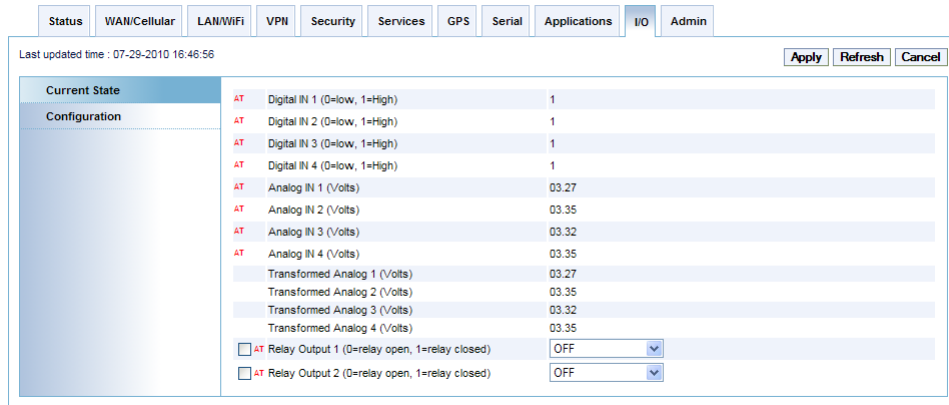 Status WAN/Cellular LAN/WiFi VPN Security Services GPS Serial Applications I/O Admin
Last updated time : 07-29-2010 16:46:56 Apply Refresh Cancel
Current State
Configuration
AT Digital IN 1 (0=low, 1=High) 1
AT Digital IN 2 (0=low, 1=High) 1
AT Digital IN 3 (0=low, 1=High) 1
AT Digital IN 4 (0=low, 1=High) 1
AT Analog IN 1 (Volts) 03.27
AT Analog IN 2 (Volts) 03.35
AT Analog IN 3 (Volts) 03.32
AT Analog IN 4 (Volts) 03.35
Transformed Analog 1 (Volts) 03.27
Transformed Analog 2 (Volts) 03.35
Transformed Analog 3 (Volts) 03.32
Transformed Analog 4 (Volts) 03.35
AT Relay Output 1 (0=relay open, 1=relay closed) OFF
AT Relay Output 2 (0=relay open, 1=relay closed) OFF